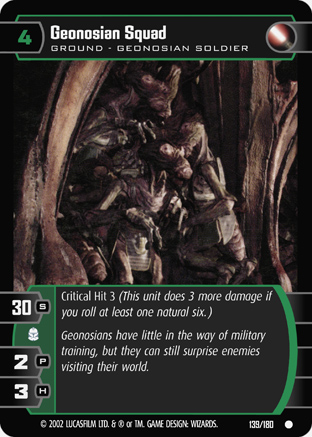 4
Geonosian Squad
GROUND - GEONOSIAN SOLDIER
30 S
Critical Hit 3 (This unit does 3 more damage if
you roll at least one natural six.)
Geonosians have little in the way of military
training, but they can still surprise enemies
visiting their world.
2 P
3 H
© 2002 LUCASFILM LTD. & ® or TM. GAME DESIGN: WIZARDS.
139/180